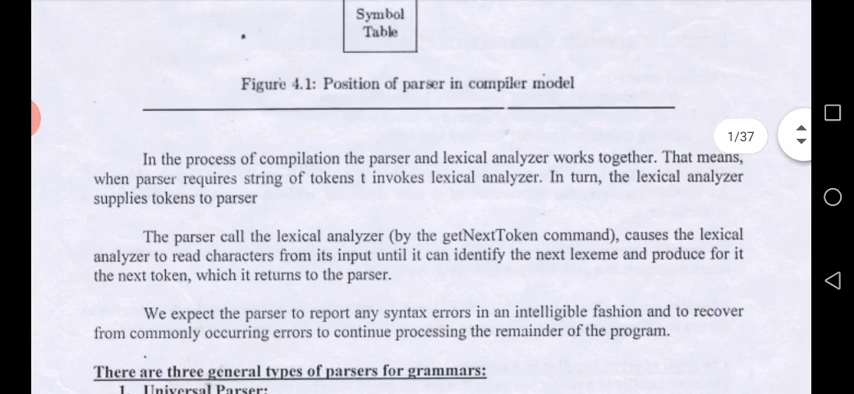 Symbol
Table
Figure 4.1: Position of parser in compiler model
1/37
In the process of compilation the parser and lexical analyzer works together. That means,
when parser requires string of tokens t invokes lexical analyzer. In turn, the lexical analyzer
supplies tokens to parser
The parser call the lexical analyzer (by the getNextToken command), causes the lexical
analyzer to read characters from its input until it can identify the next lexeme and produce for it
the next token, which it returns to the parser.
We expect the parser to report any syntax errors in an intelligible fashion and to recover
from commonly occurring errors to continue processing the remainder of the program.
There are three general types of parsers for grammars:
1. Universal Parser: